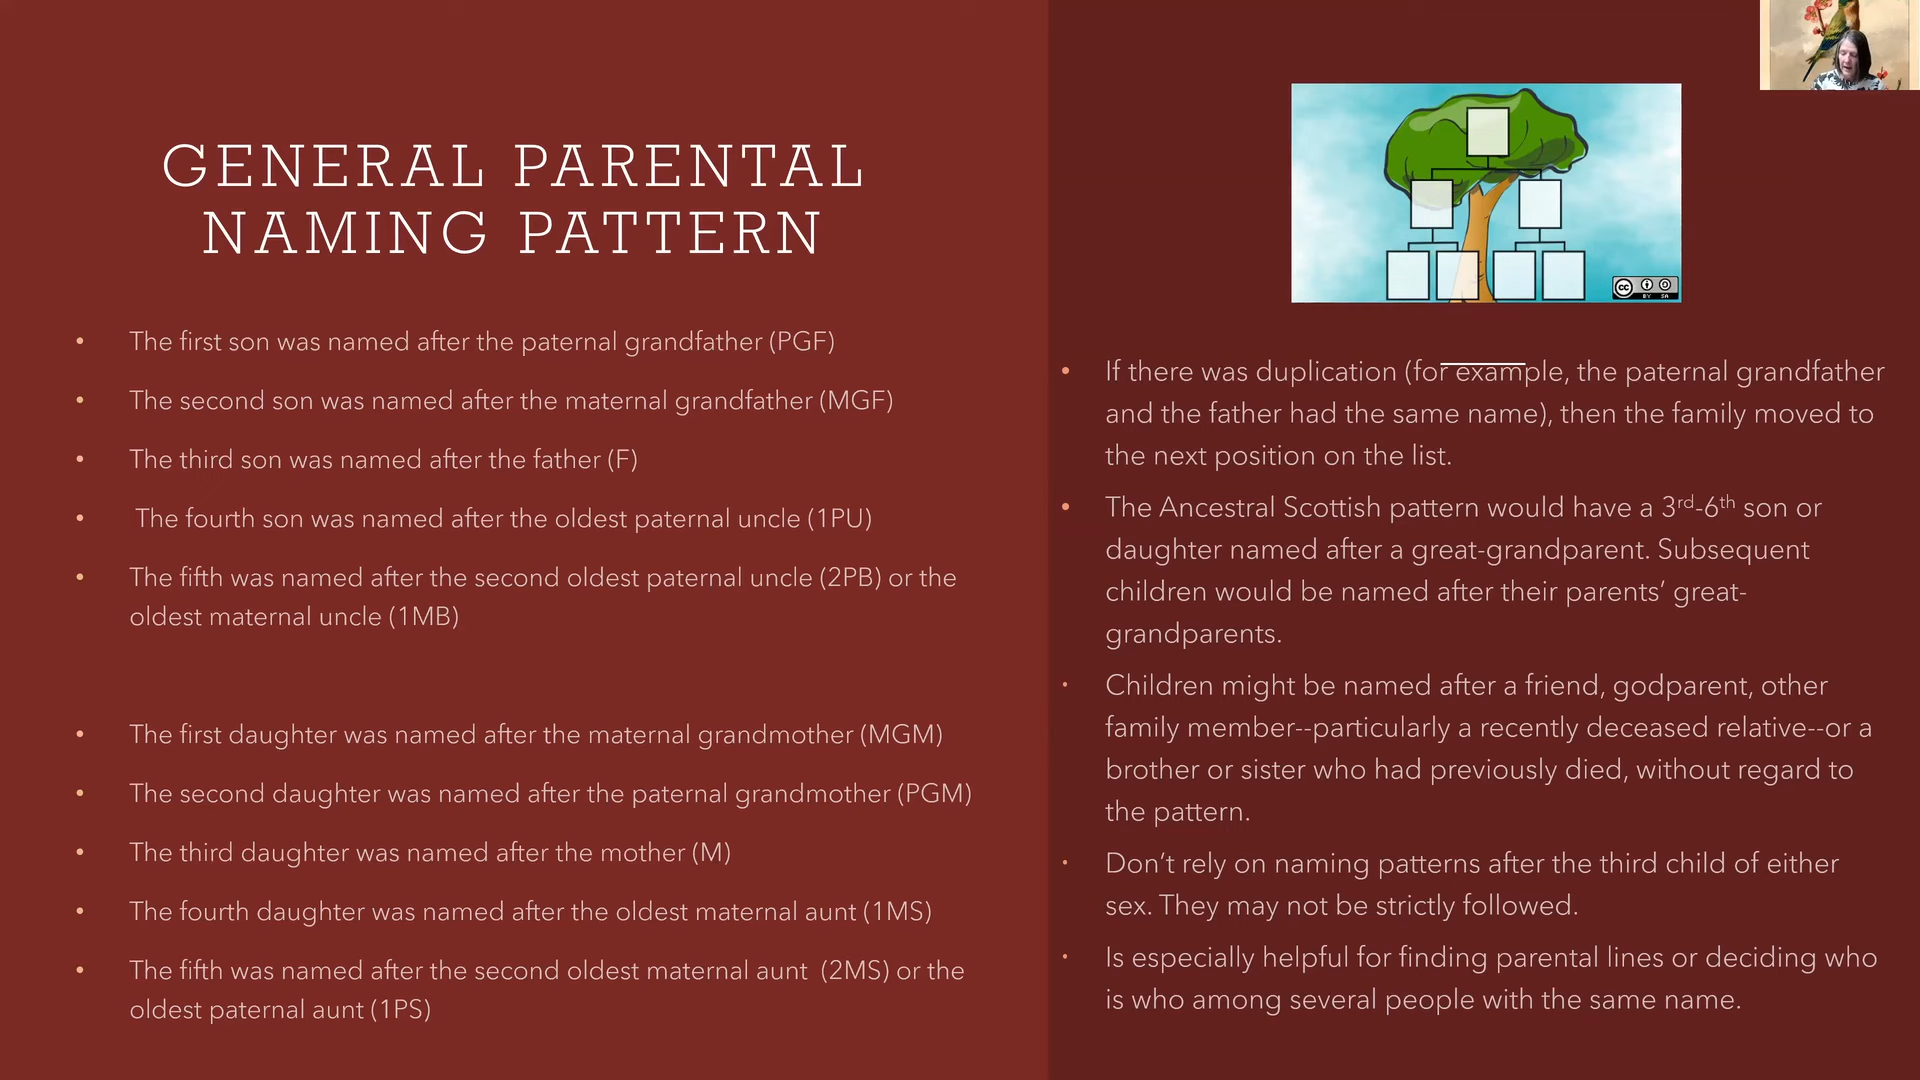 GENERAL PARENTAL
NAMING PATTERN
• The first son was named after the paternal grandfather (PGF)
• The second son was named after the maternal grandfather (MGF)
• The third son was named after the father (F)
• The fourth son was named after the oldest paternal uncle (1PU)
• The fifth was named after the second oldest paternal uncle (2PB) or the
oldest maternal uncle (1MB)
• The first daughter was named after the maternal grandmother (MGM)
• The second daughter was named after the paternal grandmother (PGM)
• The third daughter was named after the mother (M)
• The fourth daughter was named after the oldest maternal aunt (1MS)
• The fifth was named after the second oldest maternal aunt (2MS) or the
oldest paternal aunt (1PS)
cc BY SA
• If there was duplication (for example, the paternal grandfather
and the father had the same name), then the family moved to
the next position on the list.
• The Ancestral Scottish pattern would have a 3rd-6th son or
daughter named after a great-grandparent. Subsequent
children would be named after their parents’ great-
grandparents.
• Children might be named after a friend, godparent, other
family member--particularly a recently deceased relative--or a
brother or sister who had previously died, without regard to
the pattern.
• Don’t rely on naming patterns after the third child of either
sex. They may not be strictly followed.
• Is especially helpful for finding parental lines or deciding who
is who among several people with the same name.